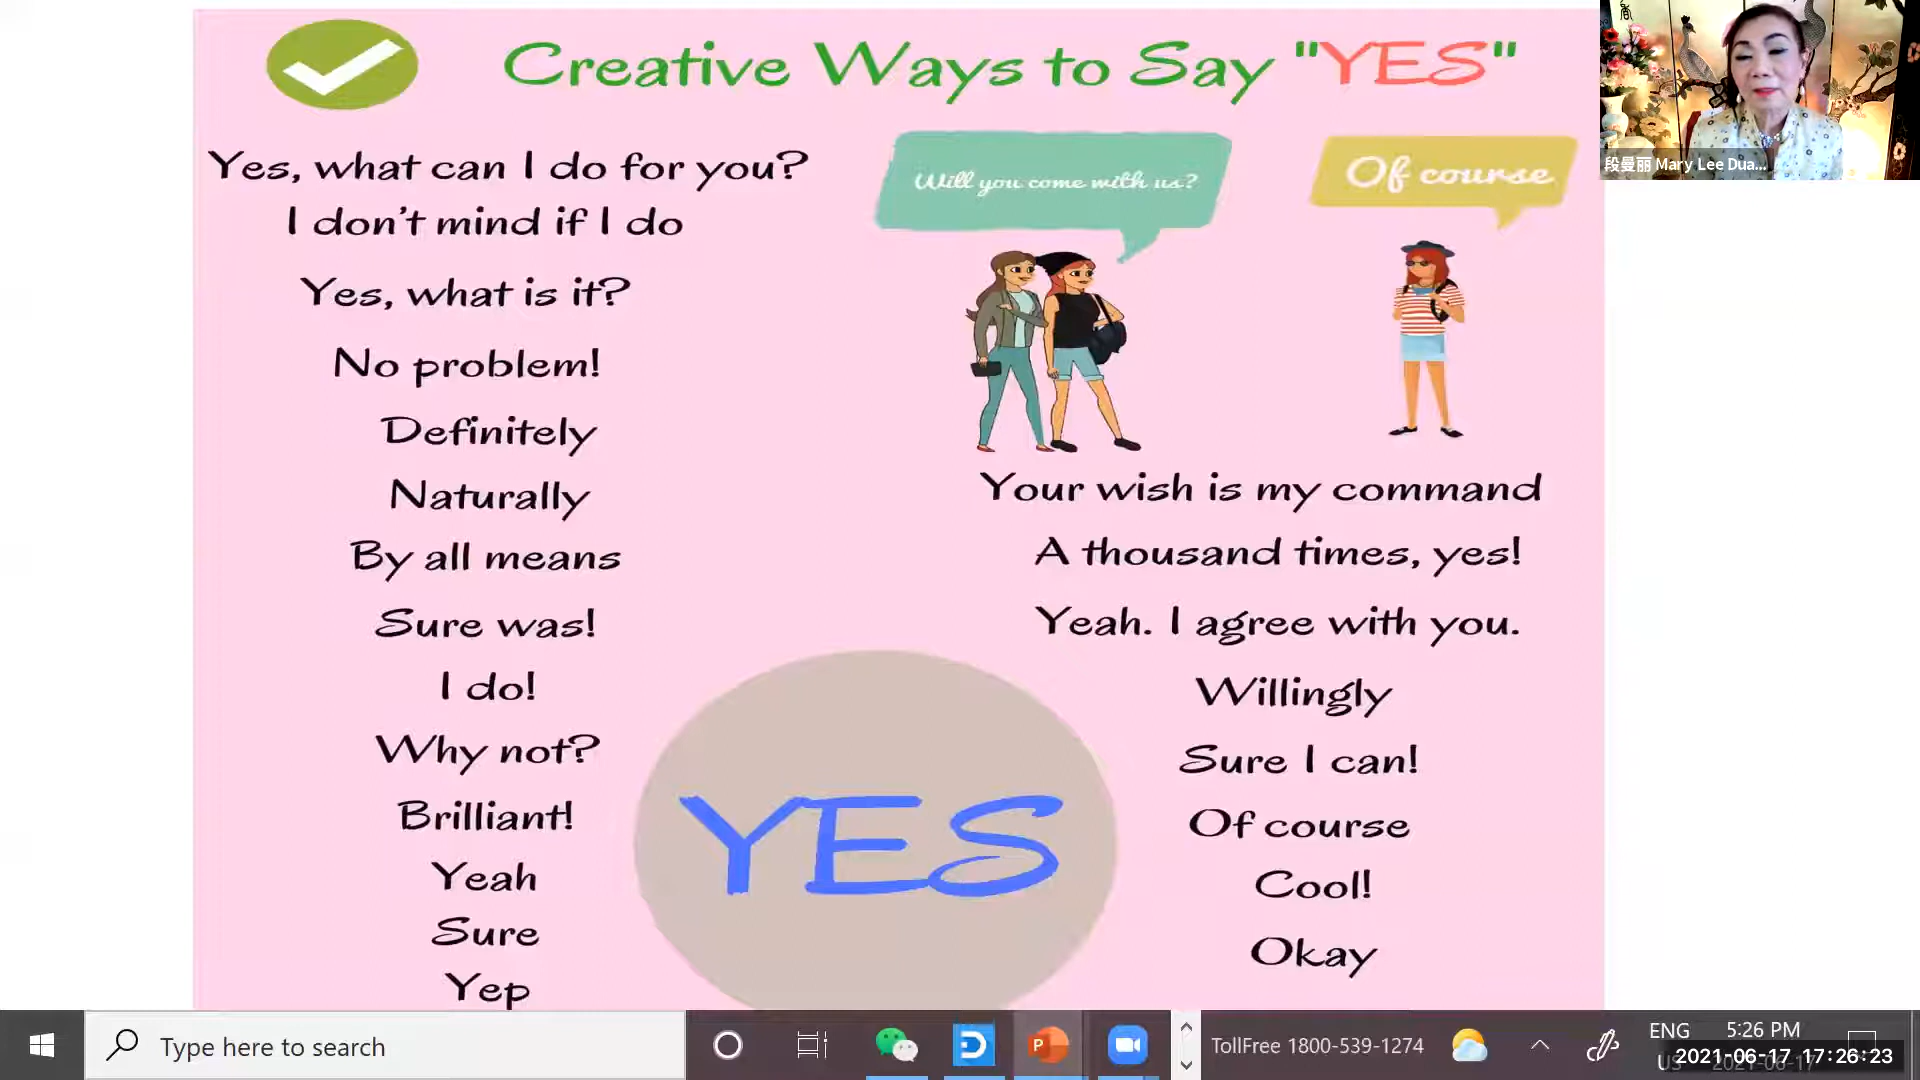 Creative Ways to Say "YES"
Yes, what can I do for you?
I don't mind if I do
Yes, what is it?
No problem!
Definitely
Naturally
By all means
Sure was!
I do!
Why not?
Brilliant!
Yeah
Sure
Yep
Will you come with us?
Of course
Your wish is my command
A thousand times, yes!
Yeah. I agree with you.
Willingly
Sure I can!
Of course
Cool!
Okay
YES
段曼丽 Mary Lee Dua...
Type here to search
TollFree 1800-539-1274
ENG
US
5:26 PM
2021-06-17
2021-06-17 17:26:23